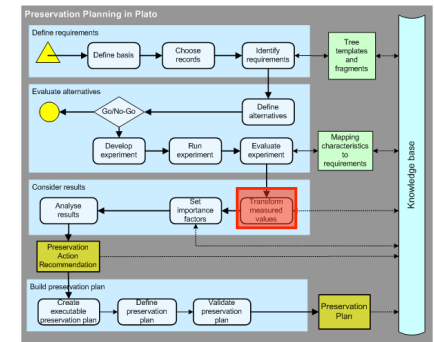 Preservation Planning in Plato
Define requirements
Define basis
Choose
records
Identify
requirements
Tree
templates
and
fragments
Evaluate alternatives
Go/No-Go
Define
alternatives
Develop
experiment
Run
experiment
Evaluate
experiment
Mapping
characteristics
to
requirements
Knowledge base
Consider results
Analyse
results
Set
importance
factors
Transform
measured
values
Preservation
Action
Recommendation
Build preservation plan
Create
executable
preservation plan
Define
preservation
plan
Validate
preservation
plan
Preservation
Plan